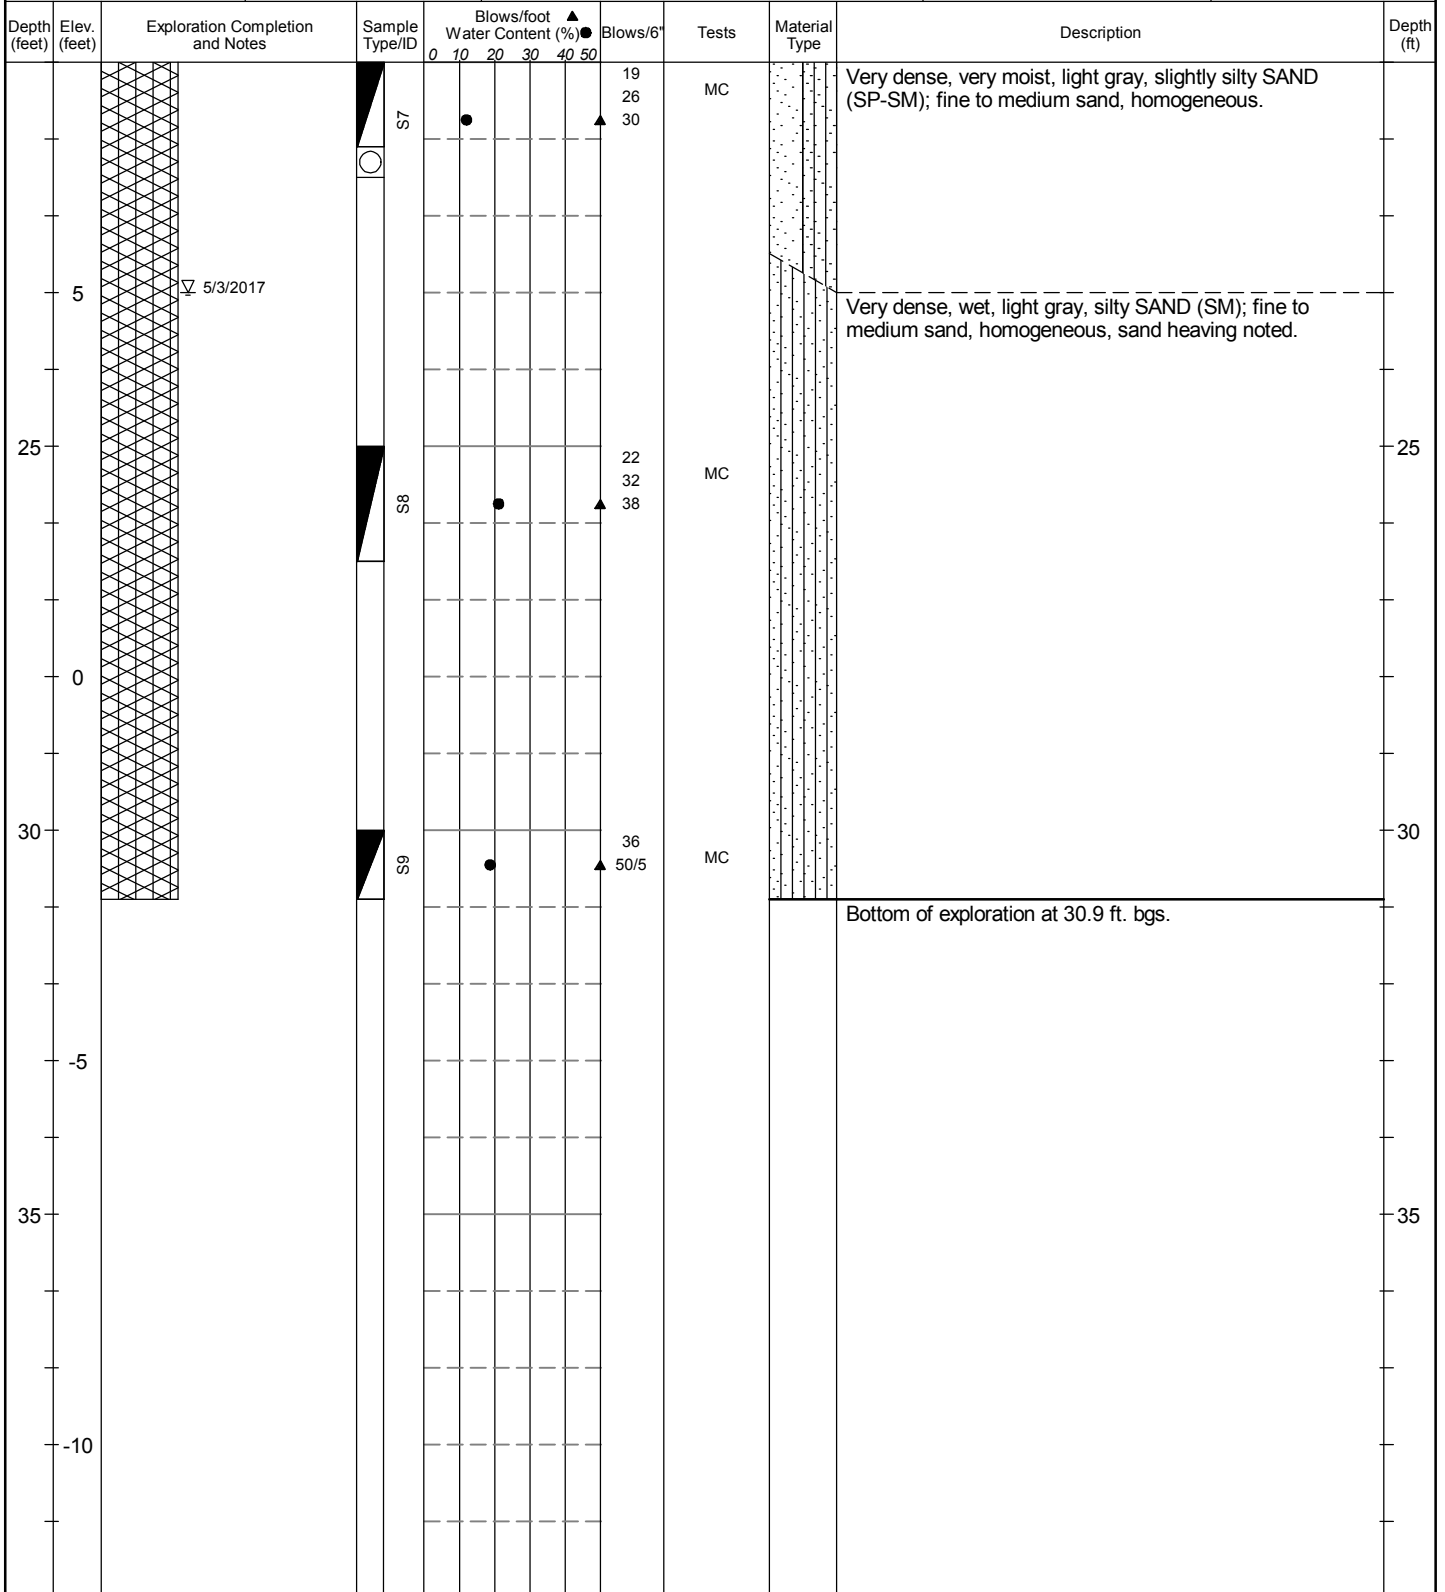 Depth (feet)
Elev. (feet)
Exploration Completion and Notes
Sample Type/ID
Blows/foot ▲
Water Content (%)●
0 10 20 30 40 50
Blows/6"
Tests
Material Type
Description
Depth (ft)
19
26
30
S7
MC
Very dense, very moist, light gray, slightly silty SAND
(SP-SM); fine to medium sand, homogeneous.
5
5/3/2017
Very dense, wet, light gray, silty SAND (SM); fine to
medium sand, homogeneous, sand heaving noted.
25
25
22
32
38
S8
MC
0
30
30
36
50/5
S9
MC
Bottom of exploration at 30.9 ft. bgs.
-5
35
35
-10